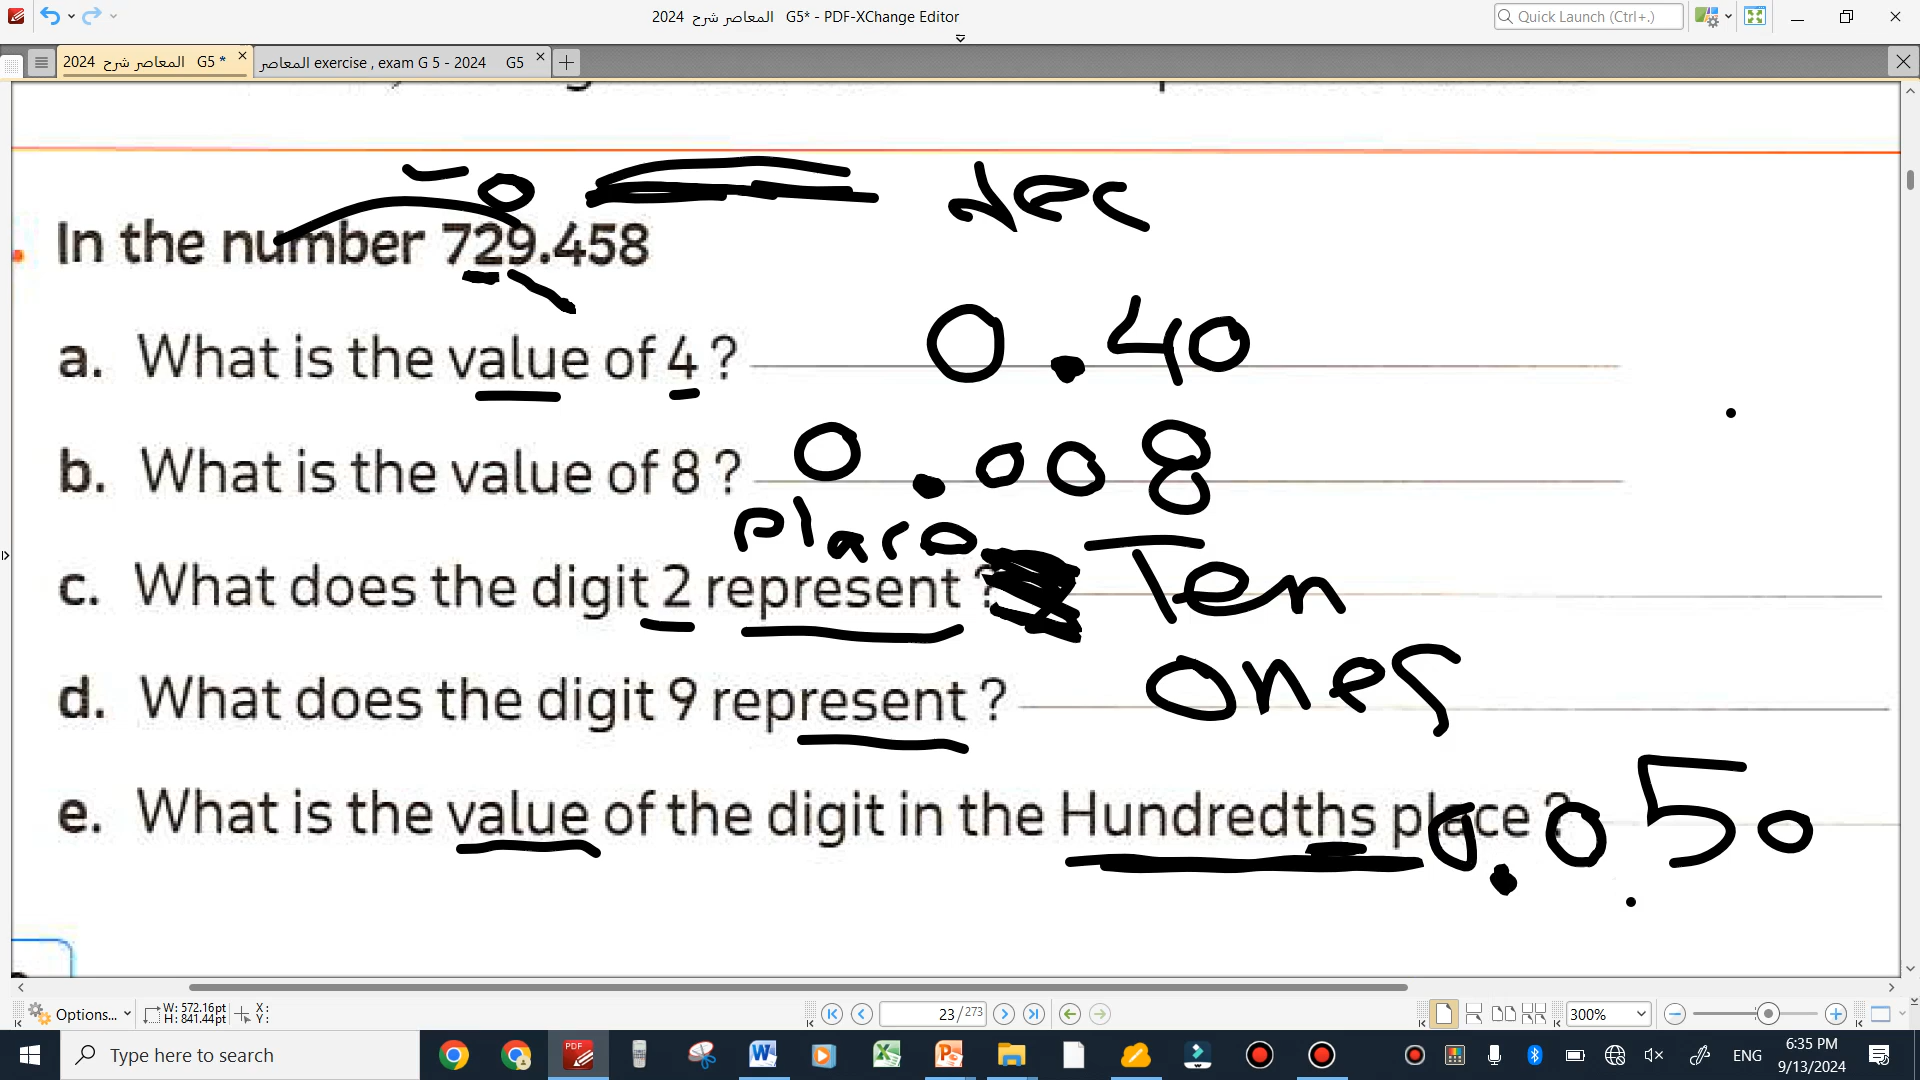 2024 المعاصر شرح G5* - PDF-XChange Editor
Quick Launch (Ctrl+.)
2024 المعاصر شرح G5 *
المعاصر exercise , exam G 5 - 2024 G5
dec
In the number 729.458
a. What is the value of 4 ? 0.40
b. What is the value of 8 ? 0.008
c. What does the digit 2 represent ? Ten
d. What does the digit 9 represent ? ones
e. What is the value of the digit in the Hundredths place ? 0.050
Options...
W: 572.16pt
H: 841.44pt
X:
Y:
23 / 273
300%
Type here to search
ENG
6:35 PM
9/13/2024